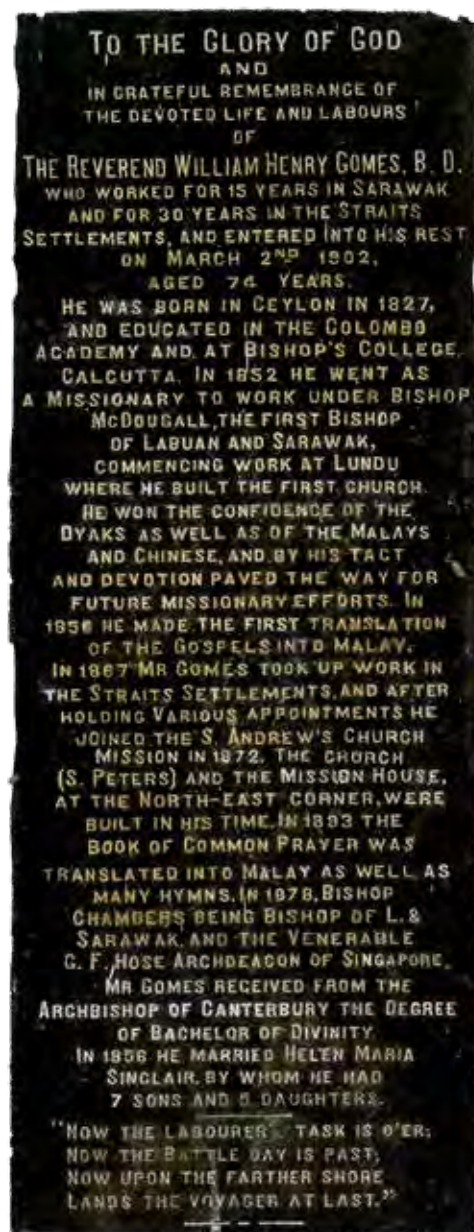 TO THE GLORY OF GOD
AND
IN GRATEFUL REMEMBRANCE OF
THE DEVOTED LIFE AND LABOURS
OF
THE REVEREND WILLIAM HENRY GOMES, B. D.
WHO WORKED FOR 15 YEARS IN SARAWAK
AND FOR 30 YEARS IN THE STRAITS
SETTLEMENTS, AND ENTERED INTO HIS REST
ON MARCH 2ND 1902,
AGED 74 YEARS.
HE WAS BORN IN CEYLON IN 1827,
AND EDUCATED IN THE COLOMBO
ACADEMY AND AT BISHOP'S COLLEGE,
CALCUTTA. IN 1852 HE WENT AS
A MISSIONARY TO WORK UNDER BISHOP
MCDOUGALL, THE FIRST BISHOP
OF LABUAN AND SARAWAK,
COMMENCING WORK AT LUNDU
WHERE HE BUILT THE FIRST CHURCH.
HE WON THE CONFIDENCE OF THE
DYAKS AS WELL AS OF THE MALAYS
AND CHINESE, AND BY HIS TACT
AND DEVOTION PAVED THE WAY FOR
FUTURE MISSIONARY EFFORTS. IN
1856 HE MADE THE FIRST TRANSLATION
OF THE GOSPELS INTO MALAY.
IN 1867 MR GOMES TOOK UP WORK IN
THE STRAITS SETTLEMENTS, AND AFTER
HOLDING VARIOUS APPOINTMENTS HE
JOINED THE S. ANDREW'S CHURCH
MISSION IN 1872. THE CHURCH
(S. PETERS) AND THE MISSION HOUSE,
AT THE NORTH-EAST CORNER, WERE
BUILT IN HIS TIME. IN 1893 THE
BOOK OF COMMON PRAYER WAS
TRANSLATED INTO MALAY AS WELL AS
MANY HYMNS. IN 1878, BISHOP
CHAMBERS BEING BISHOP OF L. &
SARAWAK, AND THE VENERABLE
G. F. HOSE ARCHDEACON OF SINGAPORE,
MR GOMES RECEIVED FROM THE
ARCHBISHOP OF CANTERBURY THE DEGREE
OF BACHELOR OF DIVINITY
IN 1856 HE MARRIED HELEN MARIA
SINCLAIR, BY WHOM HE HAD
7 SONS AND 5 DAUGHTERS.
"NOW THE LABOURER'S TASK IS O'ER;
NOW THE BATTLE DAY IS PAST;
NOW UPON THE FARTHER SHORE
LANDS THE VOYAGER AT LAST."